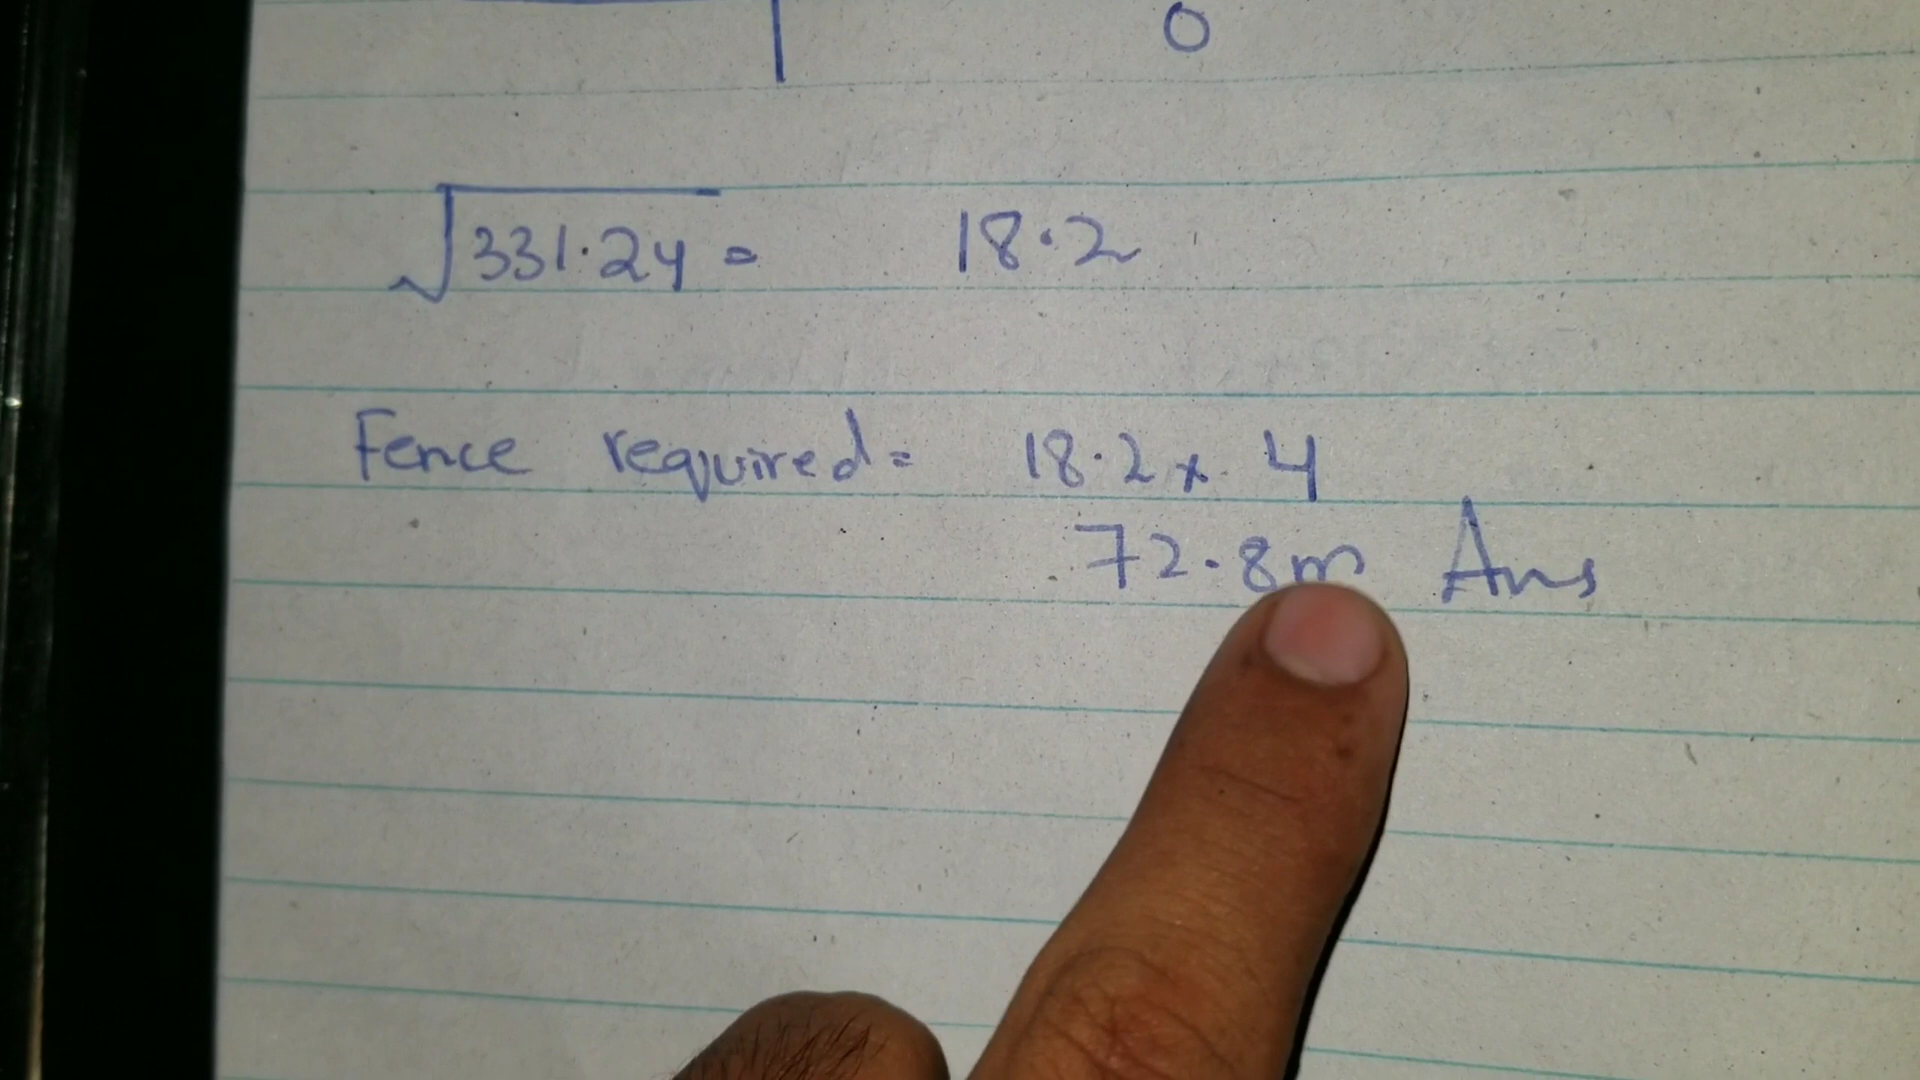 0
√331.24 = 18.2
Fence required = 18.2 x 4
72.8m Ans